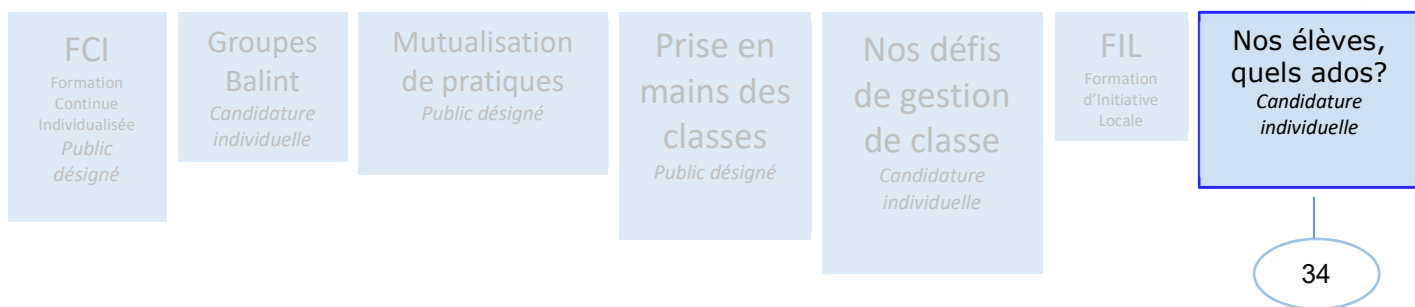 FCI
Formation
Continue
Individualisée
Public
désigné
Groupes
Balint
Candidature
individuelle
Mutualisation
de pratiques
Public désigné
Prise en
mains des
classes
Public désigné
Nos défis
de gestion
de classe
Candidature
individuelle
FIL
Formation
d'Initiative
Locale
Nos élèves,
quels ados?
Candidature
individuelle
34